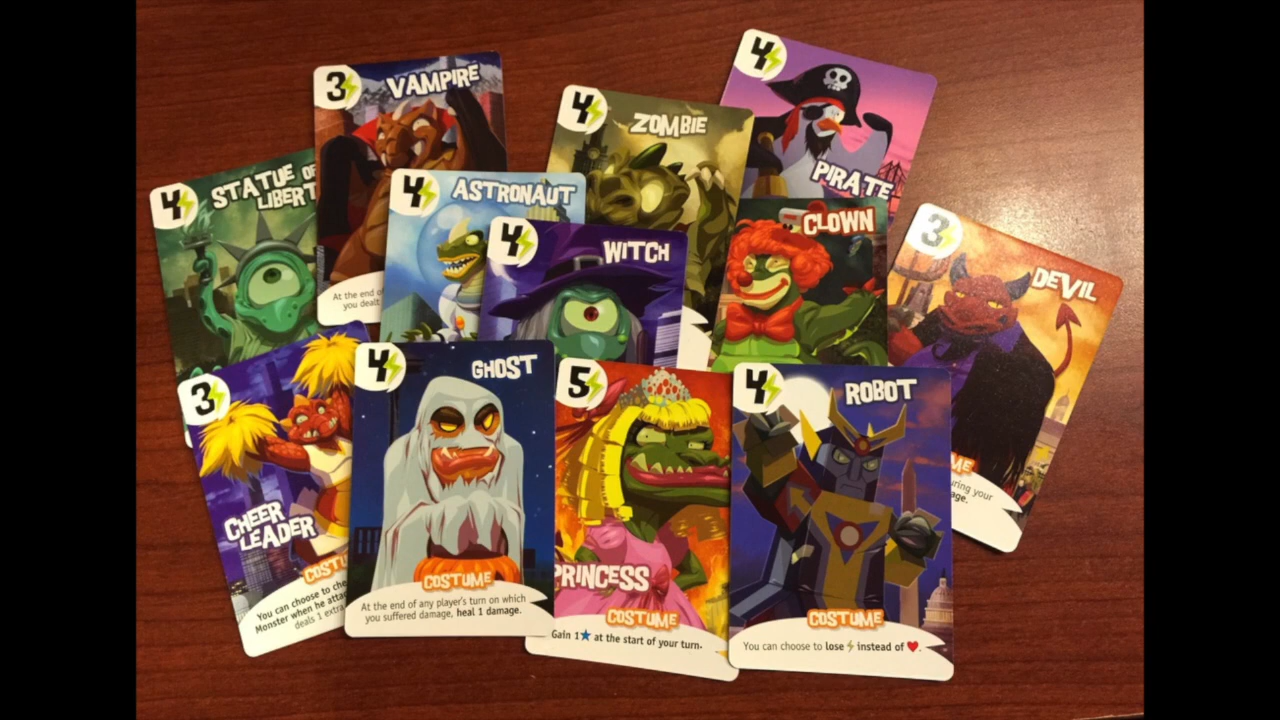 4
PIRATE
3
VAMPIRE
At the end of
you dealt
4
ZOMBIE
4
STATUE OF
LIBERT
4
ASTRONAUT
4
WITCH
CLOWN
3
DEVIL
ME
uring your
age.
3
CHEER
LEADER
COSTU
You can choose to che
Monster when he attac
deals 1 extra
4
GHOST
COSTUME
At the end of any player's turn on which
you suffered damage, heal 1 damage.
5
PRINCESS
COSTUME
Gain 1★ at the start of your turn.
4
ROBOT
COSTUME
You can choose to lose ⚡ instead of ♥.